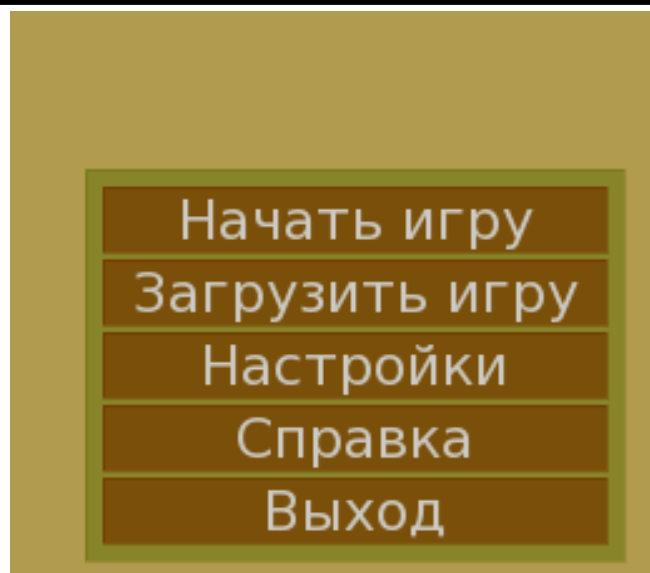 Начать игру
Загрузить игру
Настройки
Справка
Выход